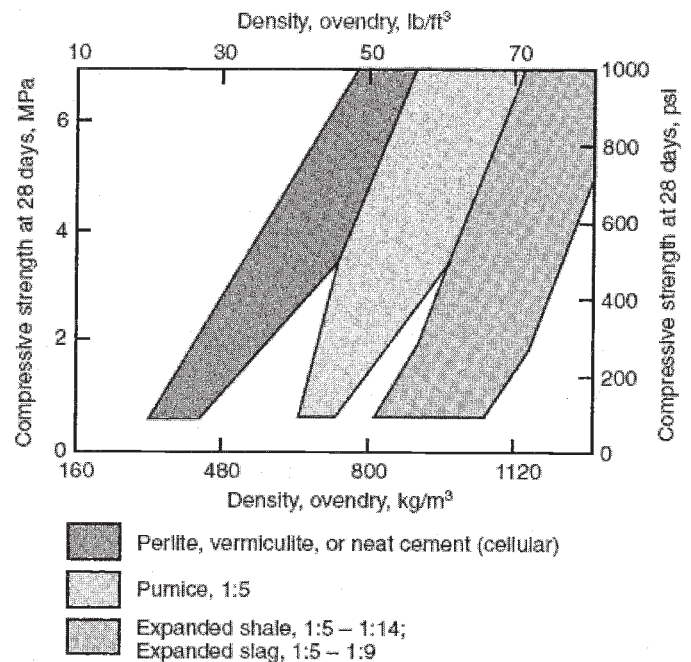 Density, ovendry, lb/ft³
10 30 50 70
Compressive strength at 28 days, MPa
6
4
2
0
1000
800
600
400
200
0
Compressive strength at 28 days, psi
160 480 800 1120
Density, ovendry, kg/m³
Perlite, vermiculite, or neat cement (cellular)
Pumice, 1:5
Expanded shale, 1:5 – 1:14;
Expanded slag, 1:5 – 1:9